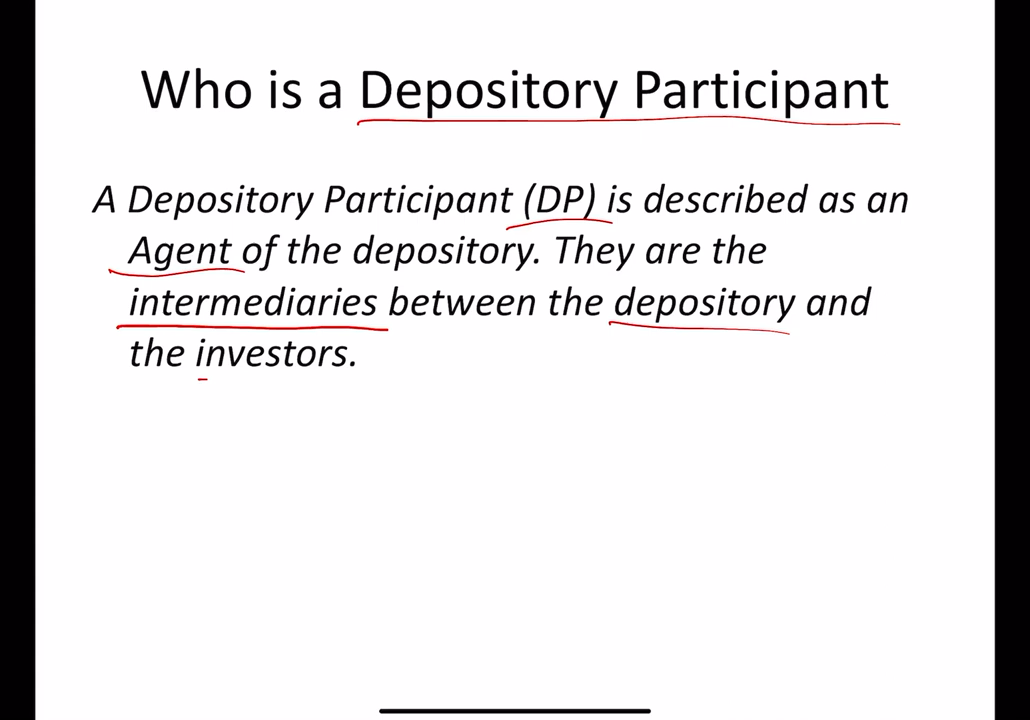 Who is a Depository Participant
A Depository Participant (DP) is described as an
Agent of the depository. They are the
intermediaries between the depository and
the investors.